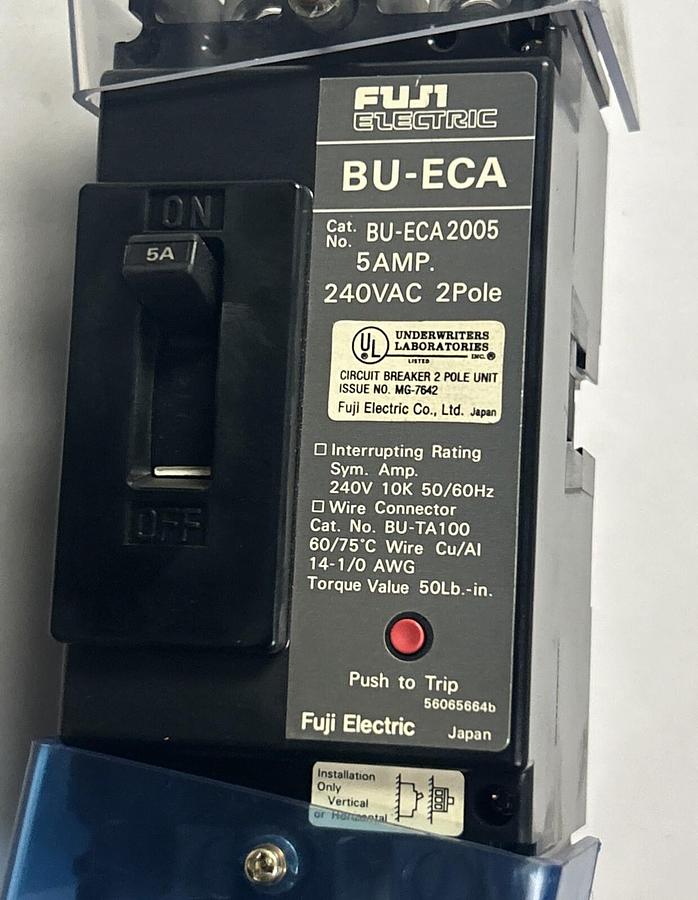 FUJI
ELECTRIC
BU-ECA
Cat. No. BU-ECA2005
5AMP.
240VAC 2Pole
UL ®
UNDERWRITERS
LABORATORIES
INC. ®
LISTED
CIRCUIT BREAKER 2 POLE UNIT
ISSUE NO. MG-7642
Fuji Electric Co., Ltd. Japan
☐ Interrupting Rating
Sym. Amp.
240V 10K 50/60Hz
☐ Wire Connector
Cat. No. BU-TA100
60/75°C Wire Cu/Al
14-1/0 AWG
Torque Value 50Lb.-in.
Push to Trip
56065664b
Fuji Electric Japan
ON
5A
OFF
Installation
Only
Vertical
or Horizontal